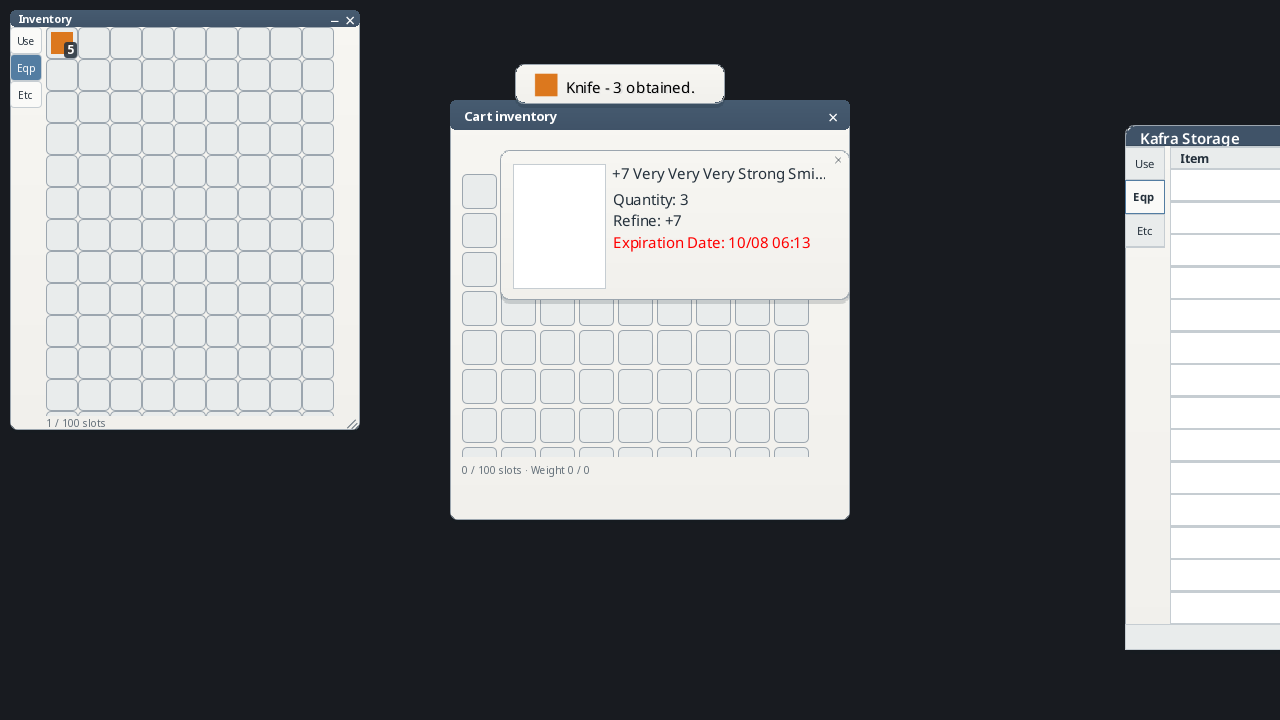 Inventory
Use
Eqp
Etc
5
1 / 100 slots
Knife - 3 obtained.
Cart inventory
+7 Very Very Very Strong Smi...
Quantity: 3
Refine: +7
Expiration Date: 10/08 06:13
0 / 100 slots · Weight 0 / 0
Kafra Storage
Use
Eqp
Etc
Item